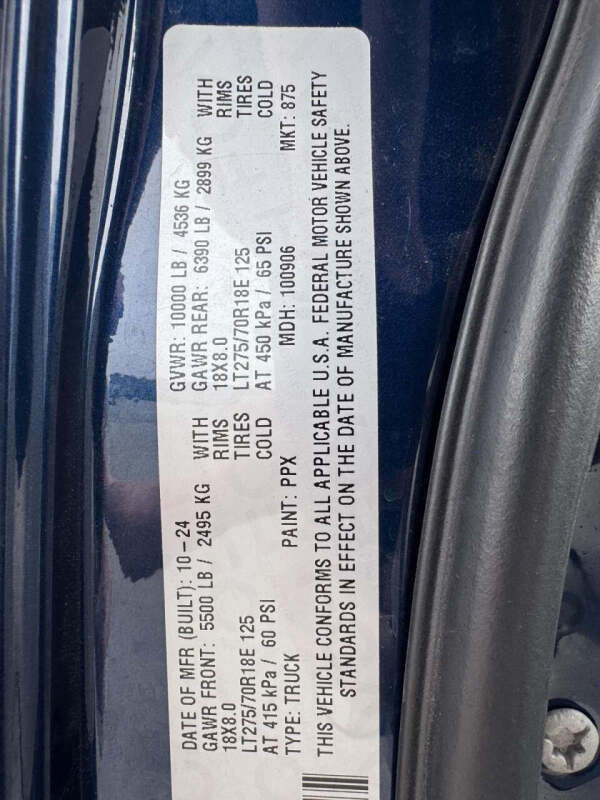 DATE OF MFR (BUILT): 10-24 GVWR: 10000 LB / 4536 KG
GAWR FRONT: 5500 LB / 2495 KG WITH GAWR REAR: 6390 LB / 2899 KG WITH
18X8.0 RIMS 18X8.0 RIMS
LT275/70R18E 125 TIRES LT275/70R18E 125 TIRES
AT 415 kPa / 60 PSI COLD AT 450 kPa / 65 PSI COLD
TYPE: TRUCK PAINT: PPX MDH: 100906 MKT: 875
THIS VEHICLE CONFORMS TO ALL APPLICABLE U.S.A. FEDERAL MOTOR VEHICLE SAFETY
STANDARDS IN EFFECT ON THE DATE OF MANUFACTURE SHOWN ABOVE.